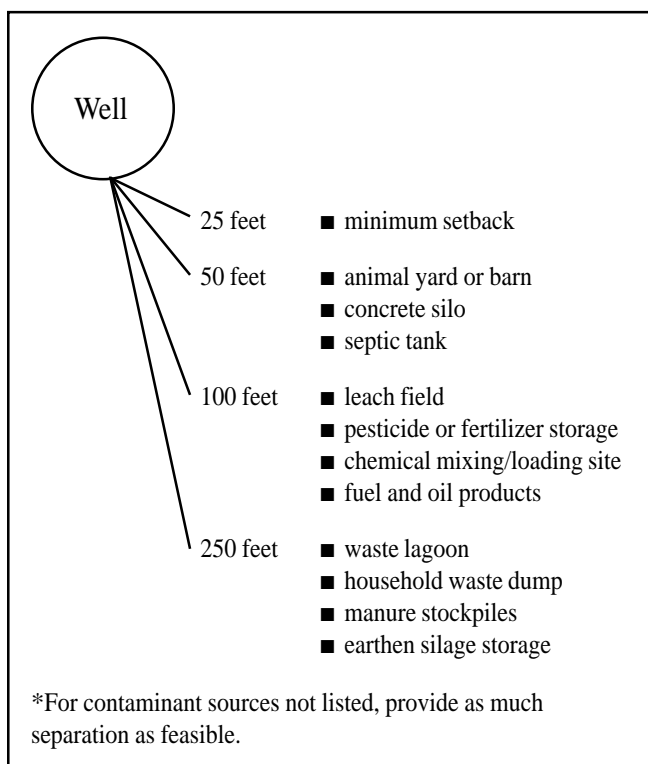 Well
25 feet ■ minimum setback
50 feet ■ animal yard or barn
■ concrete silo
■ septic tank
100 feet ■ leach field
■ pesticide or fertilizer storage
■ chemical mixing/loading site
■ fuel and oil products
250 feet ■ waste lagoon
■ household waste dump
■ manure stockpiles
■ earthen silage storage
*For contaminant sources not listed, provide as much
separation as feasible.